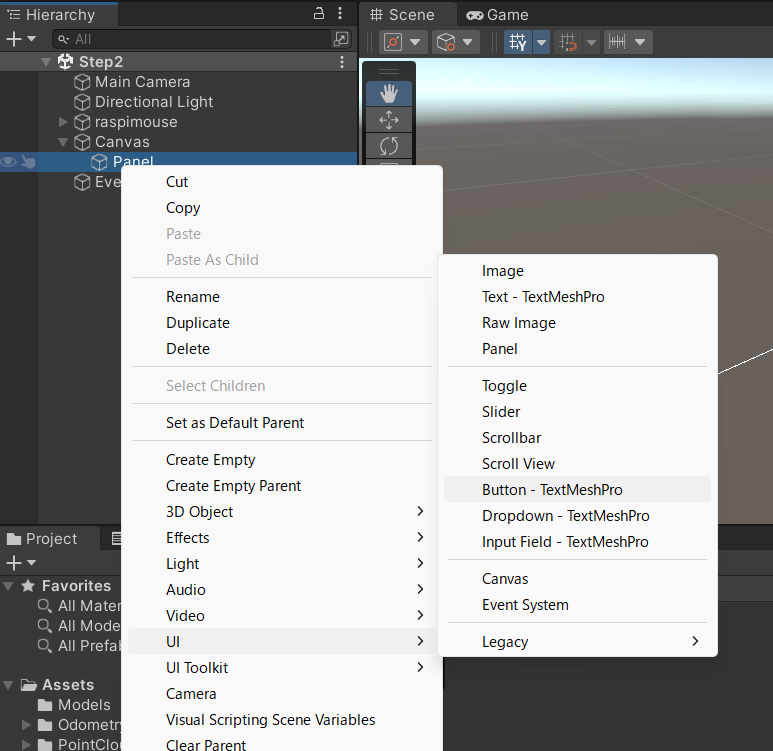 Hierarchy
All
Step2
Main Camera
Directional Light
raspimouse
Canvas
Panel
Eve
Scene
Game
Cut
Copy
Paste
Paste As Child
Rename
Duplicate
Delete
Select Children
Set as Default Parent
Create Empty
Create Empty Parent
3D Object
Effects
Light
Audio
Video
UI
UI Toolkit
Camera
Visual Scripting Scene Variables
Clear Parent
Image
Text - TextMeshPro
Raw Image
Panel
Toggle
Slider
Scrollbar
Scroll View
Button - TextMeshPro
Dropdown - TextMeshPro
Input Field - TextMeshPro
Canvas
Event System
Legacy
Project
Favorites
All Mater
All Mode
All Prefab
Assets
Models
Odometry
PointClou